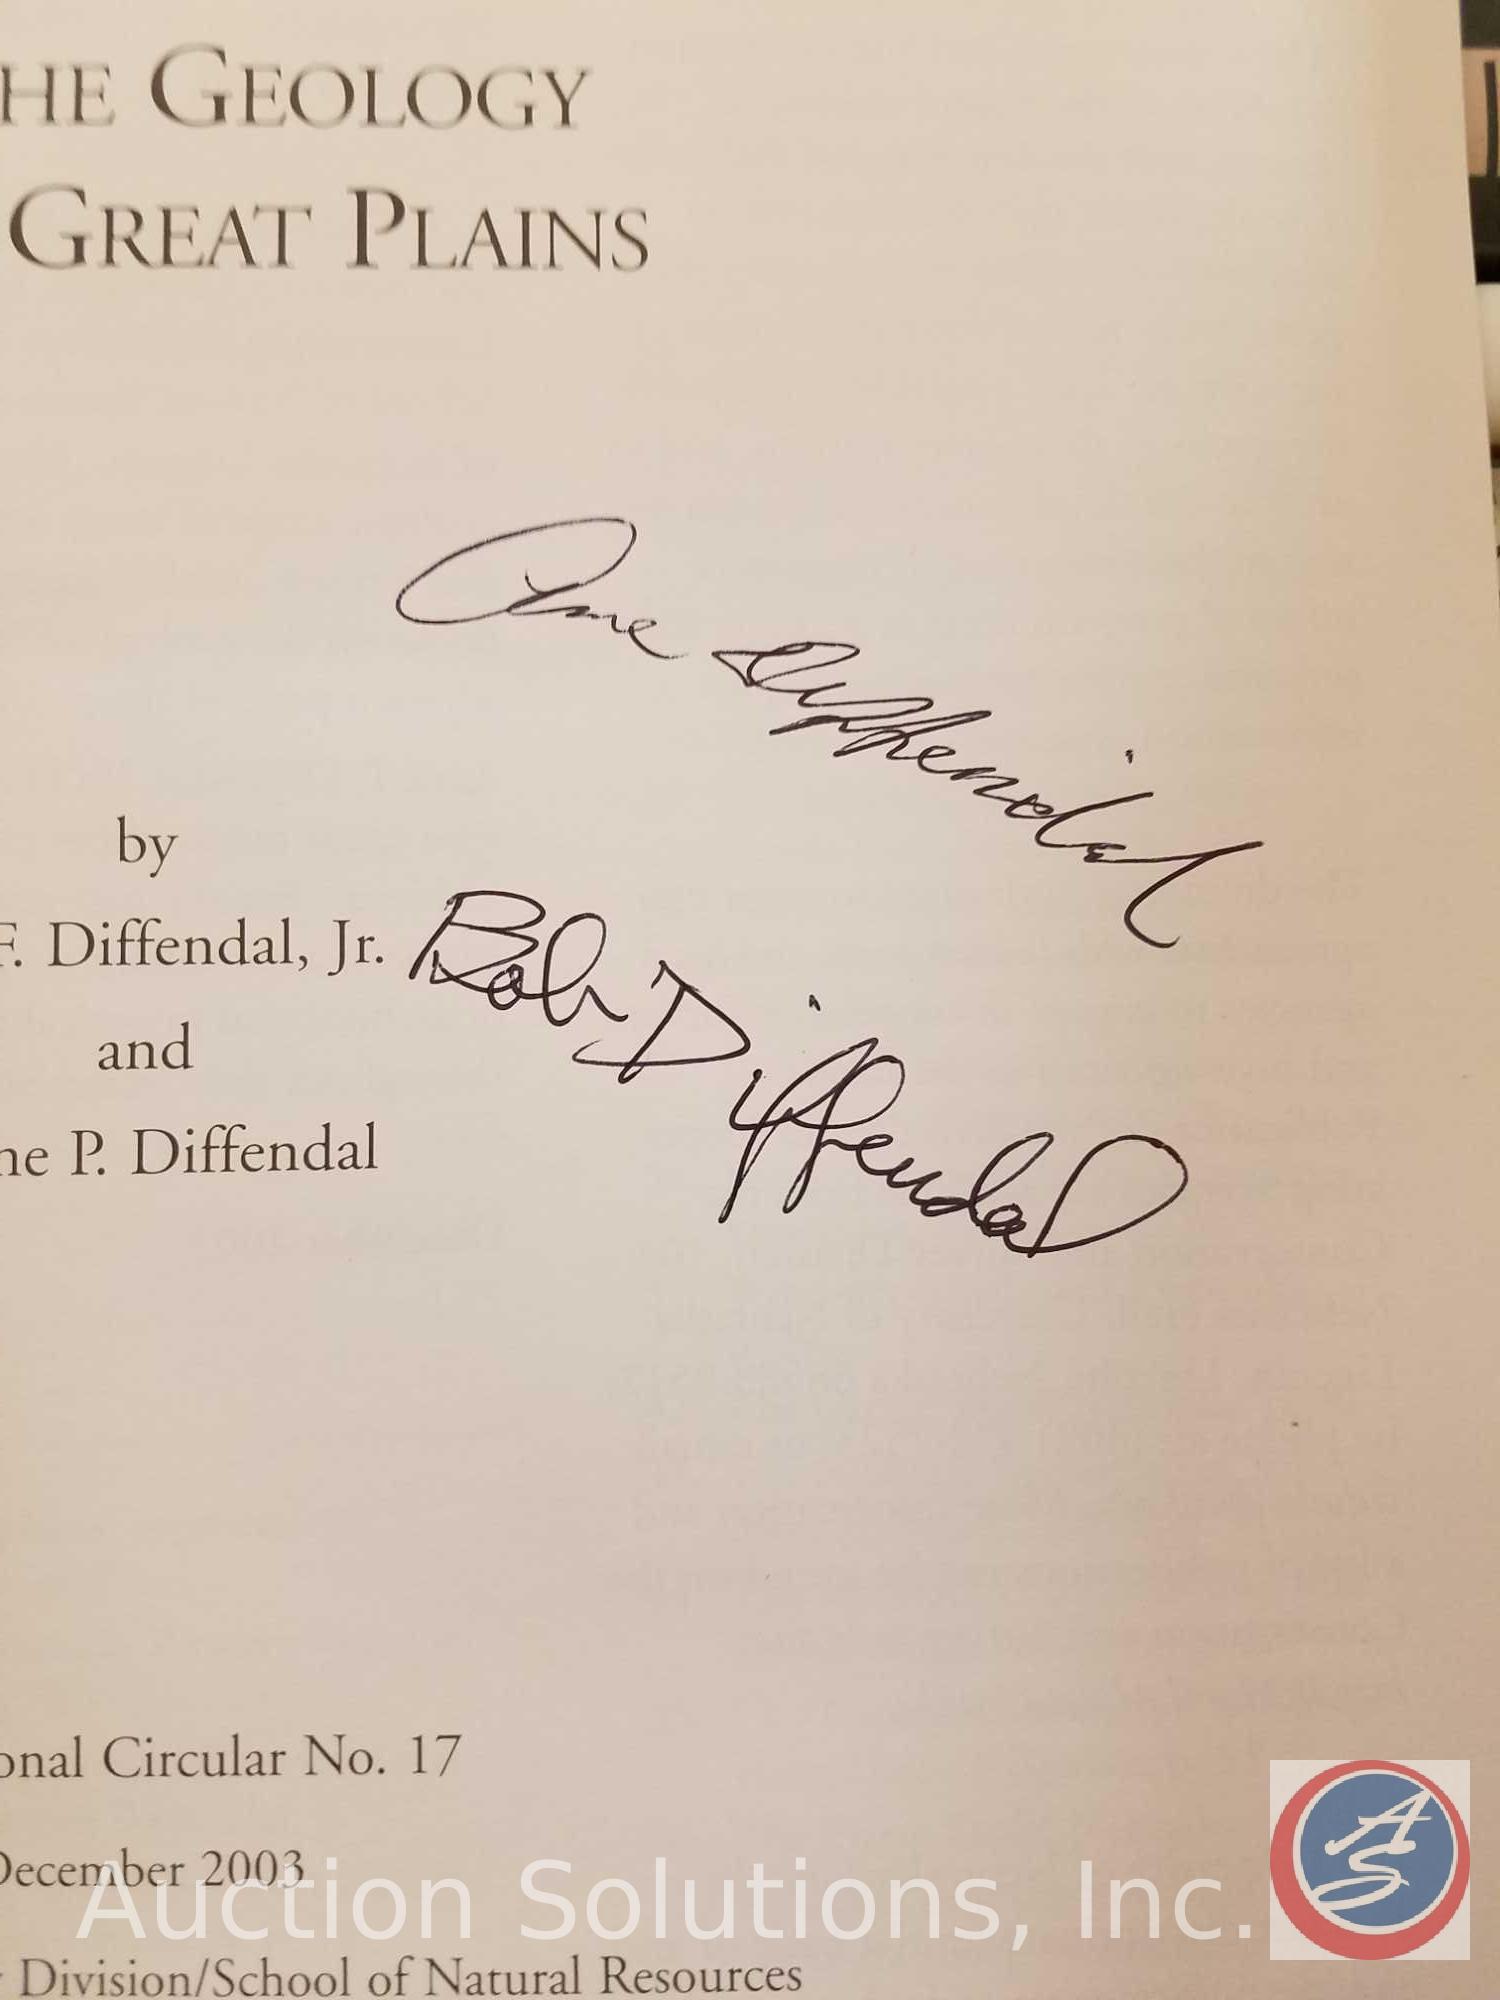 HE GEOLOGY
GREAT PLAINS
Anne Diffendal
by
F. Diffendal, Jr.
Bob Diffendal
and
ne P. Diffendal
onal Circular No. 17
December 2003
Auction Solutions, Inc.
AS
Division/School of Natural Resources